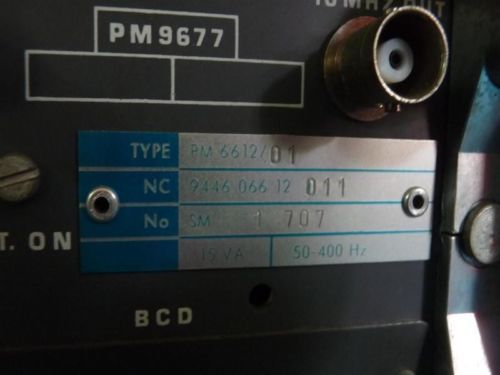 10 MHz OUT
PM9677
TYPE PM 6612/01
NC 9446 066 12 011
No SM 1 707
15 VA 50-400 Hz
T. ON
BCD